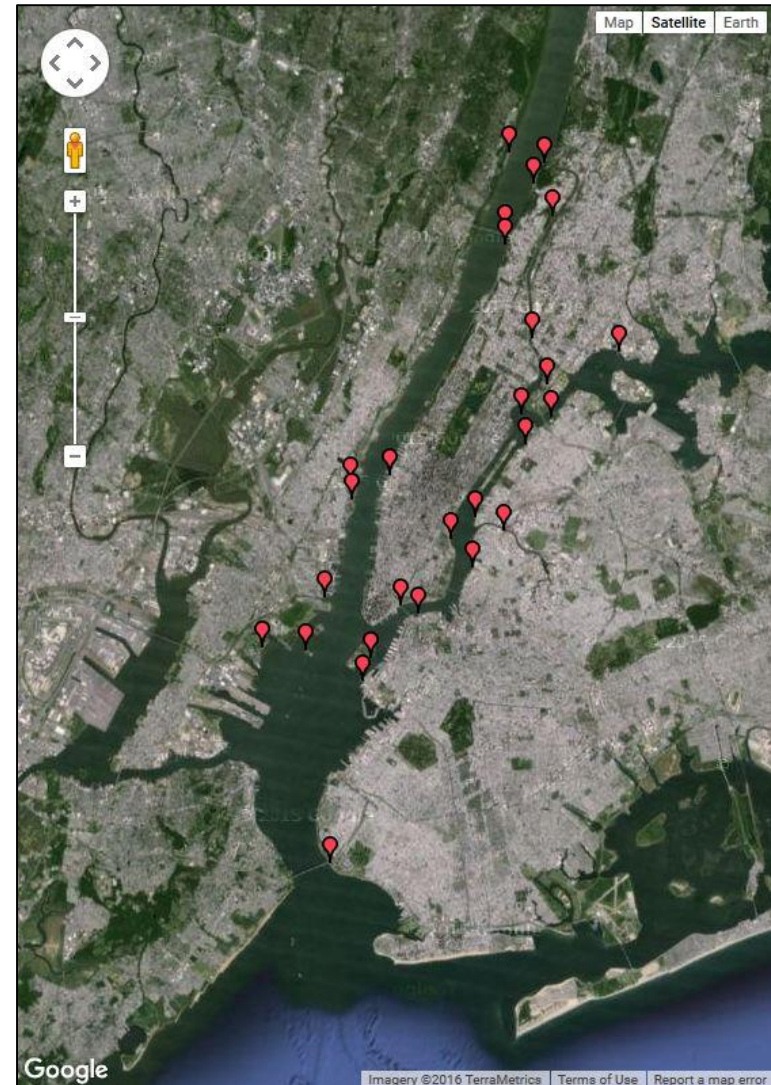 Map Satellite Earth
+
−
Google
Imagery ©2016 TerraMetrics Terms of Use Report a map error